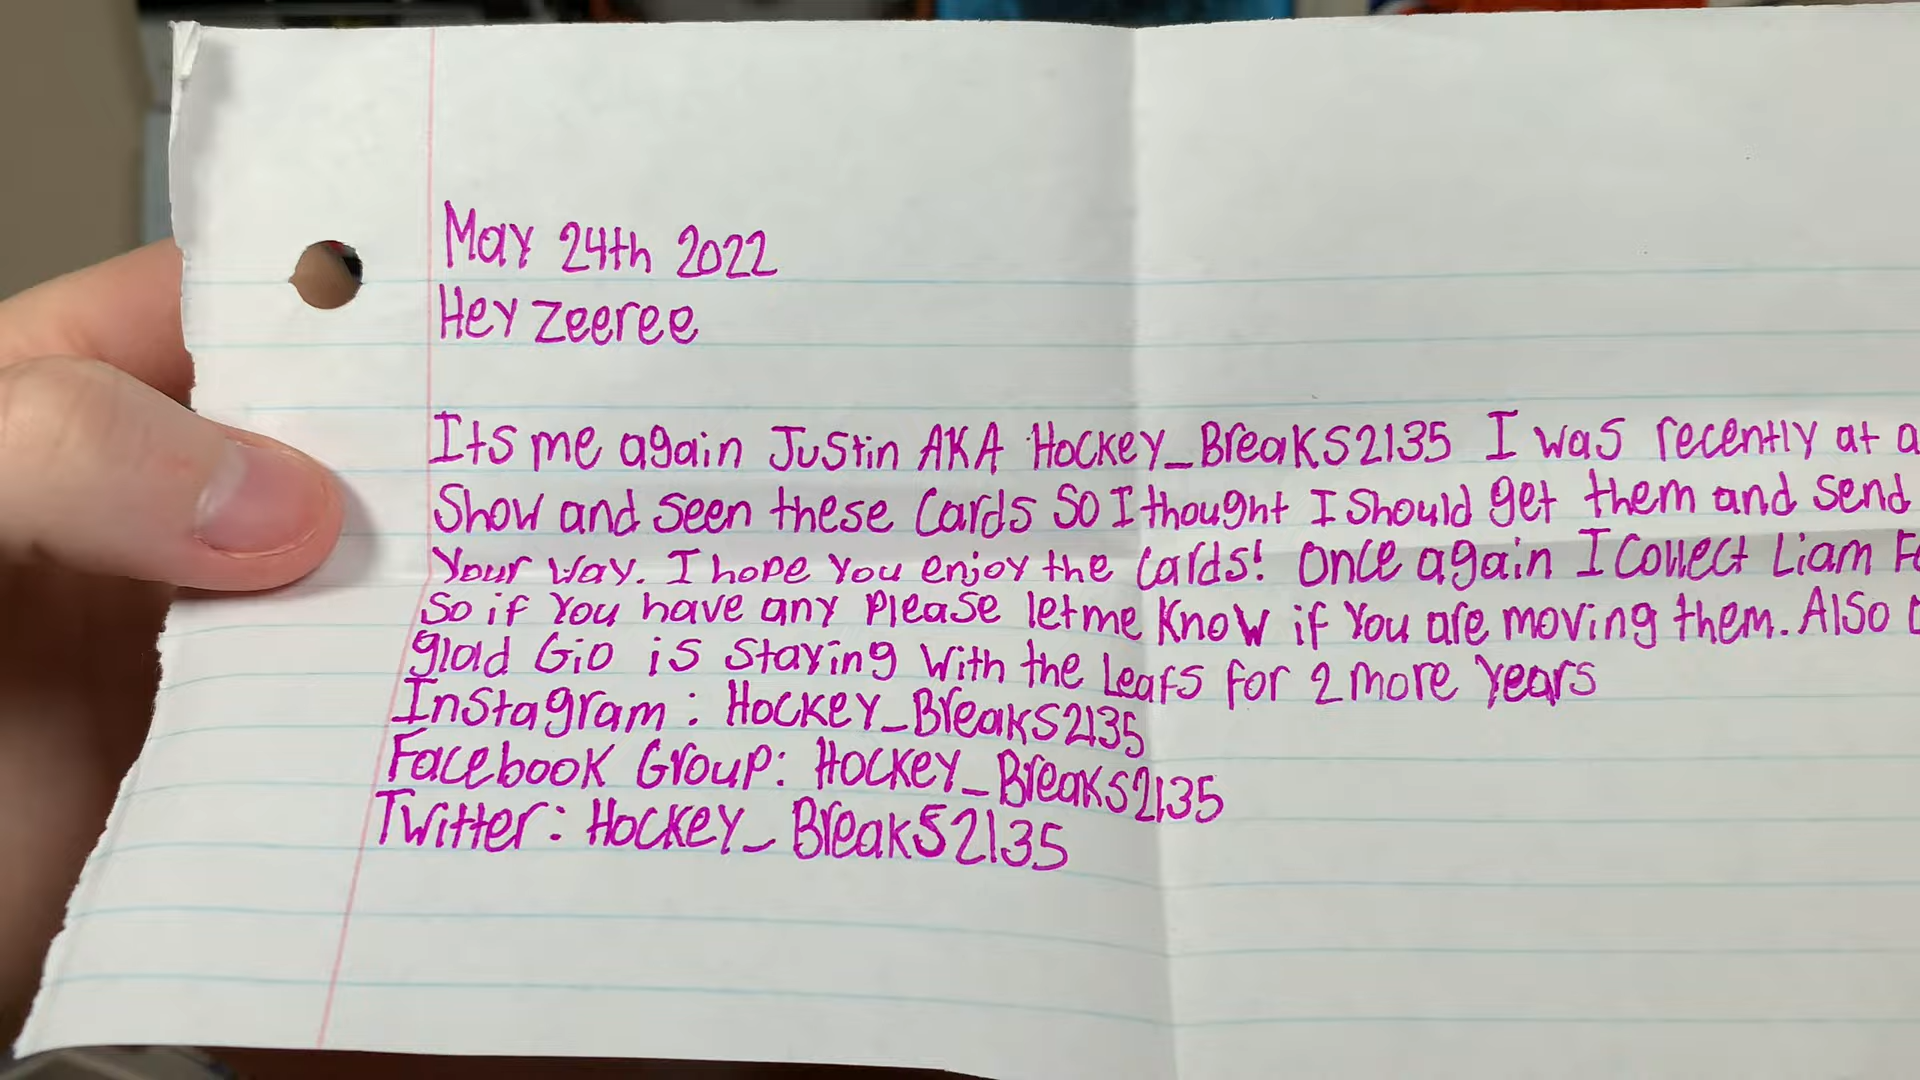 May 24th 2022
Hey Zeeree
Its me again Justin AKA Hockey_Breaks2135 I was recently at a
Show and seen these Cards So I thought I Should get them and send
Your Way. I hope You enjoy the Cards! Once again I Collect Liam
So if You have any Please let me Know if You are moving them. Also
glad Gio is Staying With the Leafs for 2 more Years
Instagram: Hockey_Breaks2135
Facebook Group: Hockey_Breaks2135
Twitter: Hockey_Breaks2135